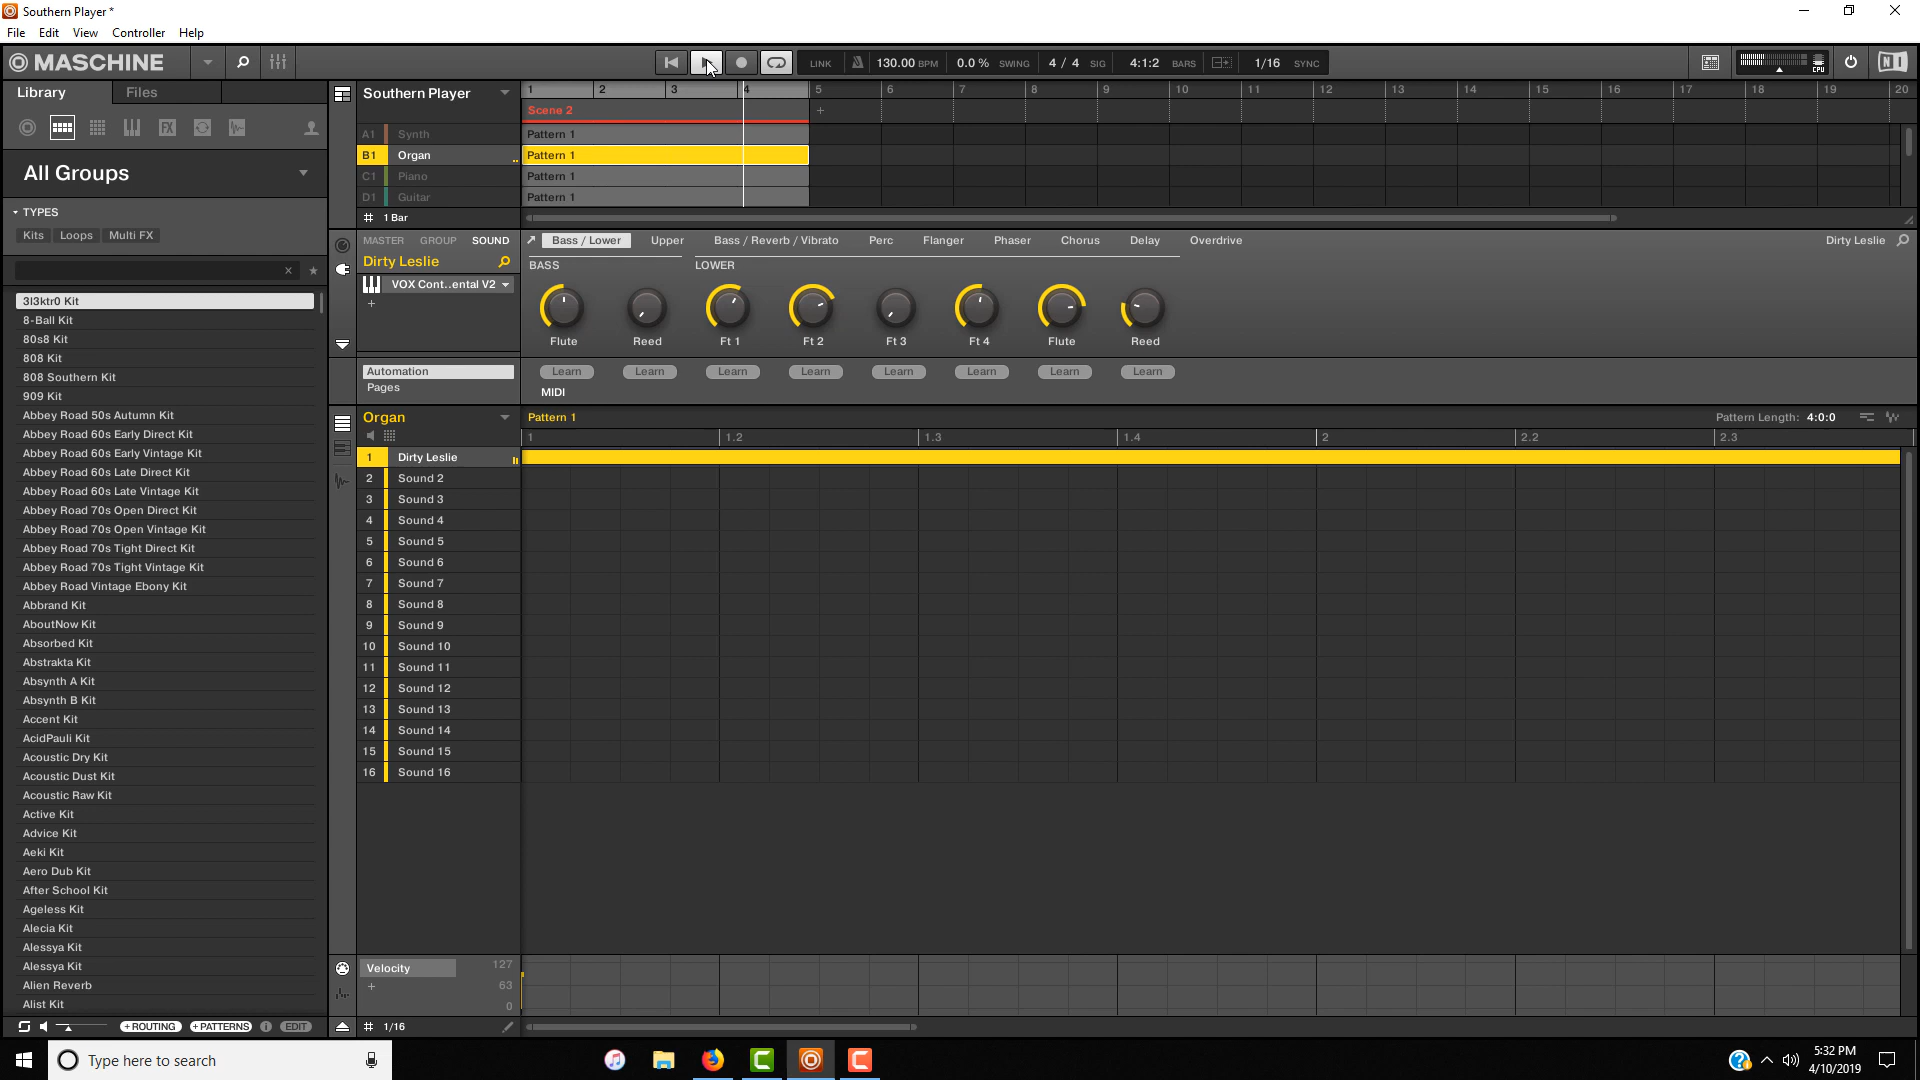 Southern Player *
File Edit View Controller Help
MASCHINE
LINK 130.00 BPM 0.0 % SWING 4 / 4 SIG 4:1:2 BARS 1/16 SYNC
CPU
Library Files
All Groups
TYPES
Kits Loops Multi FX
3l3ktr0 Kit
8-Ball Kit
80s8 Kit
808 Kit
808 Southern Kit
909 Kit
Abbey Road 50s Autumn Kit
Abbey Road 60s Early Direct Kit
Abbey Road 60s Early Vintage Kit
Abbey Road 60s Late Direct Kit
Abbey Road 60s Late Vintage Kit
Abbey Road 70s Open Direct Kit
Abbey Road 70s Open Vintage Kit
Abbey Road 70s Tight Direct Kit
Abbey Road 70s Tight Vintage Kit
Abbey Road Vintage Ebony Kit
Abbrand Kit
AboutNow Kit
Absorbed Kit
Abstrakta Kit
Absynth A Kit
Absynth B Kit
Accent Kit
AcidPauli Kit
Acoustic Dry Kit
Acoustic Dust Kit
Acoustic Raw Kit
Active Kit
Advice Kit
Aeki Kit
Aero Dub Kit
After School Kit
Ageless Kit
Alecia Kit
Alessya Kit
Alessya Kit
Alien Reverb
Alist Kit
+ ROUTING + PATTERNS EDIT
Southern Player
1 2 3 4 5 6 7 8 9 10 11 12 13 14 15 16 17 18 19 20
Scene 2 +
A1 Synth Pattern 1
B1 Organ Pattern 1
C1 Piano Pattern 1
D1 Guitar Pattern 1
1 Bar
MASTER GROUP SOUND
Bass / Lower Upper Bass / Reverb / Vibrato Perc Flanger Phaser Chorus Delay Overdrive Dirty Leslie
Dirty Leslie
VOX Cont..ental V2
+
BASS LOWER
Flute Reed Ft 1 Ft 2 Ft 3 Ft 4 Flute Reed
Automation
Pages
Learn Learn Learn Learn Learn Learn Learn Learn
MIDI
Organ
Pattern 1 Pattern Length: 4:0:0
1 1.2 1.3 1.4 2 2.2 2.3
1 Dirty Leslie
2 Sound 2
3 Sound 3
4 Sound 4
5 Sound 5
6 Sound 6
7 Sound 7
8 Sound 8
9 Sound 9
10 Sound 10
11 Sound 11
12 Sound 12
13 Sound 13
14 Sound 14
15 Sound 15
16 Sound 16
Velocity 127
+ 63
0
1/16
Type here to search
5:32 PM
4/10/2019